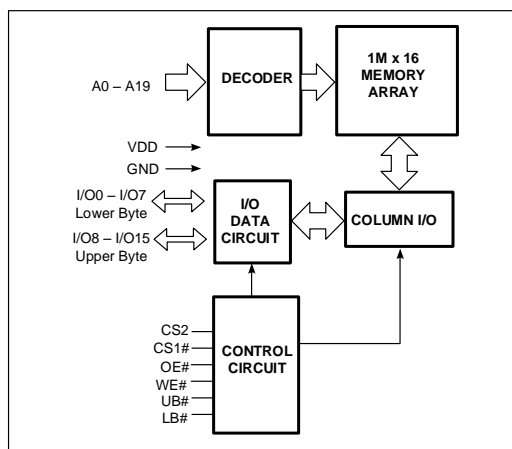 A0 – A19
DECODER
1M x 16
MEMORY
ARRAY
VDD
GND
I/O0 – I/O7
Lower Byte
I/O8 – I/O15
Upper Byte
I/O
DATA
CIRCUIT
COLUMN I/O
CS2
CS1#
OE#
WE#
UB#
LB#
CONTROL
CIRCUIT